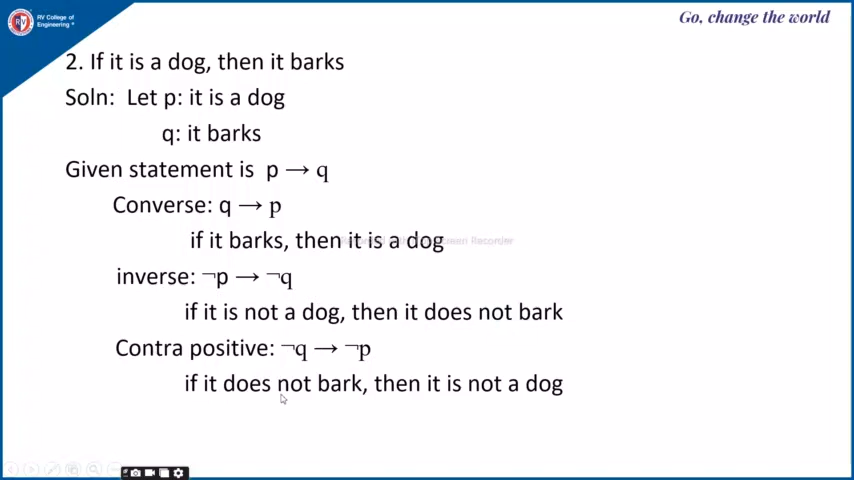 RV College of
Engineering
Go, change the world
2. If it is a dog, then it barks
Soln: Let p: it is a dog
q: it barks
Given statement is p → q
Converse: q → p
if it barks, then it is a dog
inverse: ¬p → ¬q
if it is not a dog, then it does not bark
Contra positive: ¬q → ¬p
if it does not bark, then it is not a dog